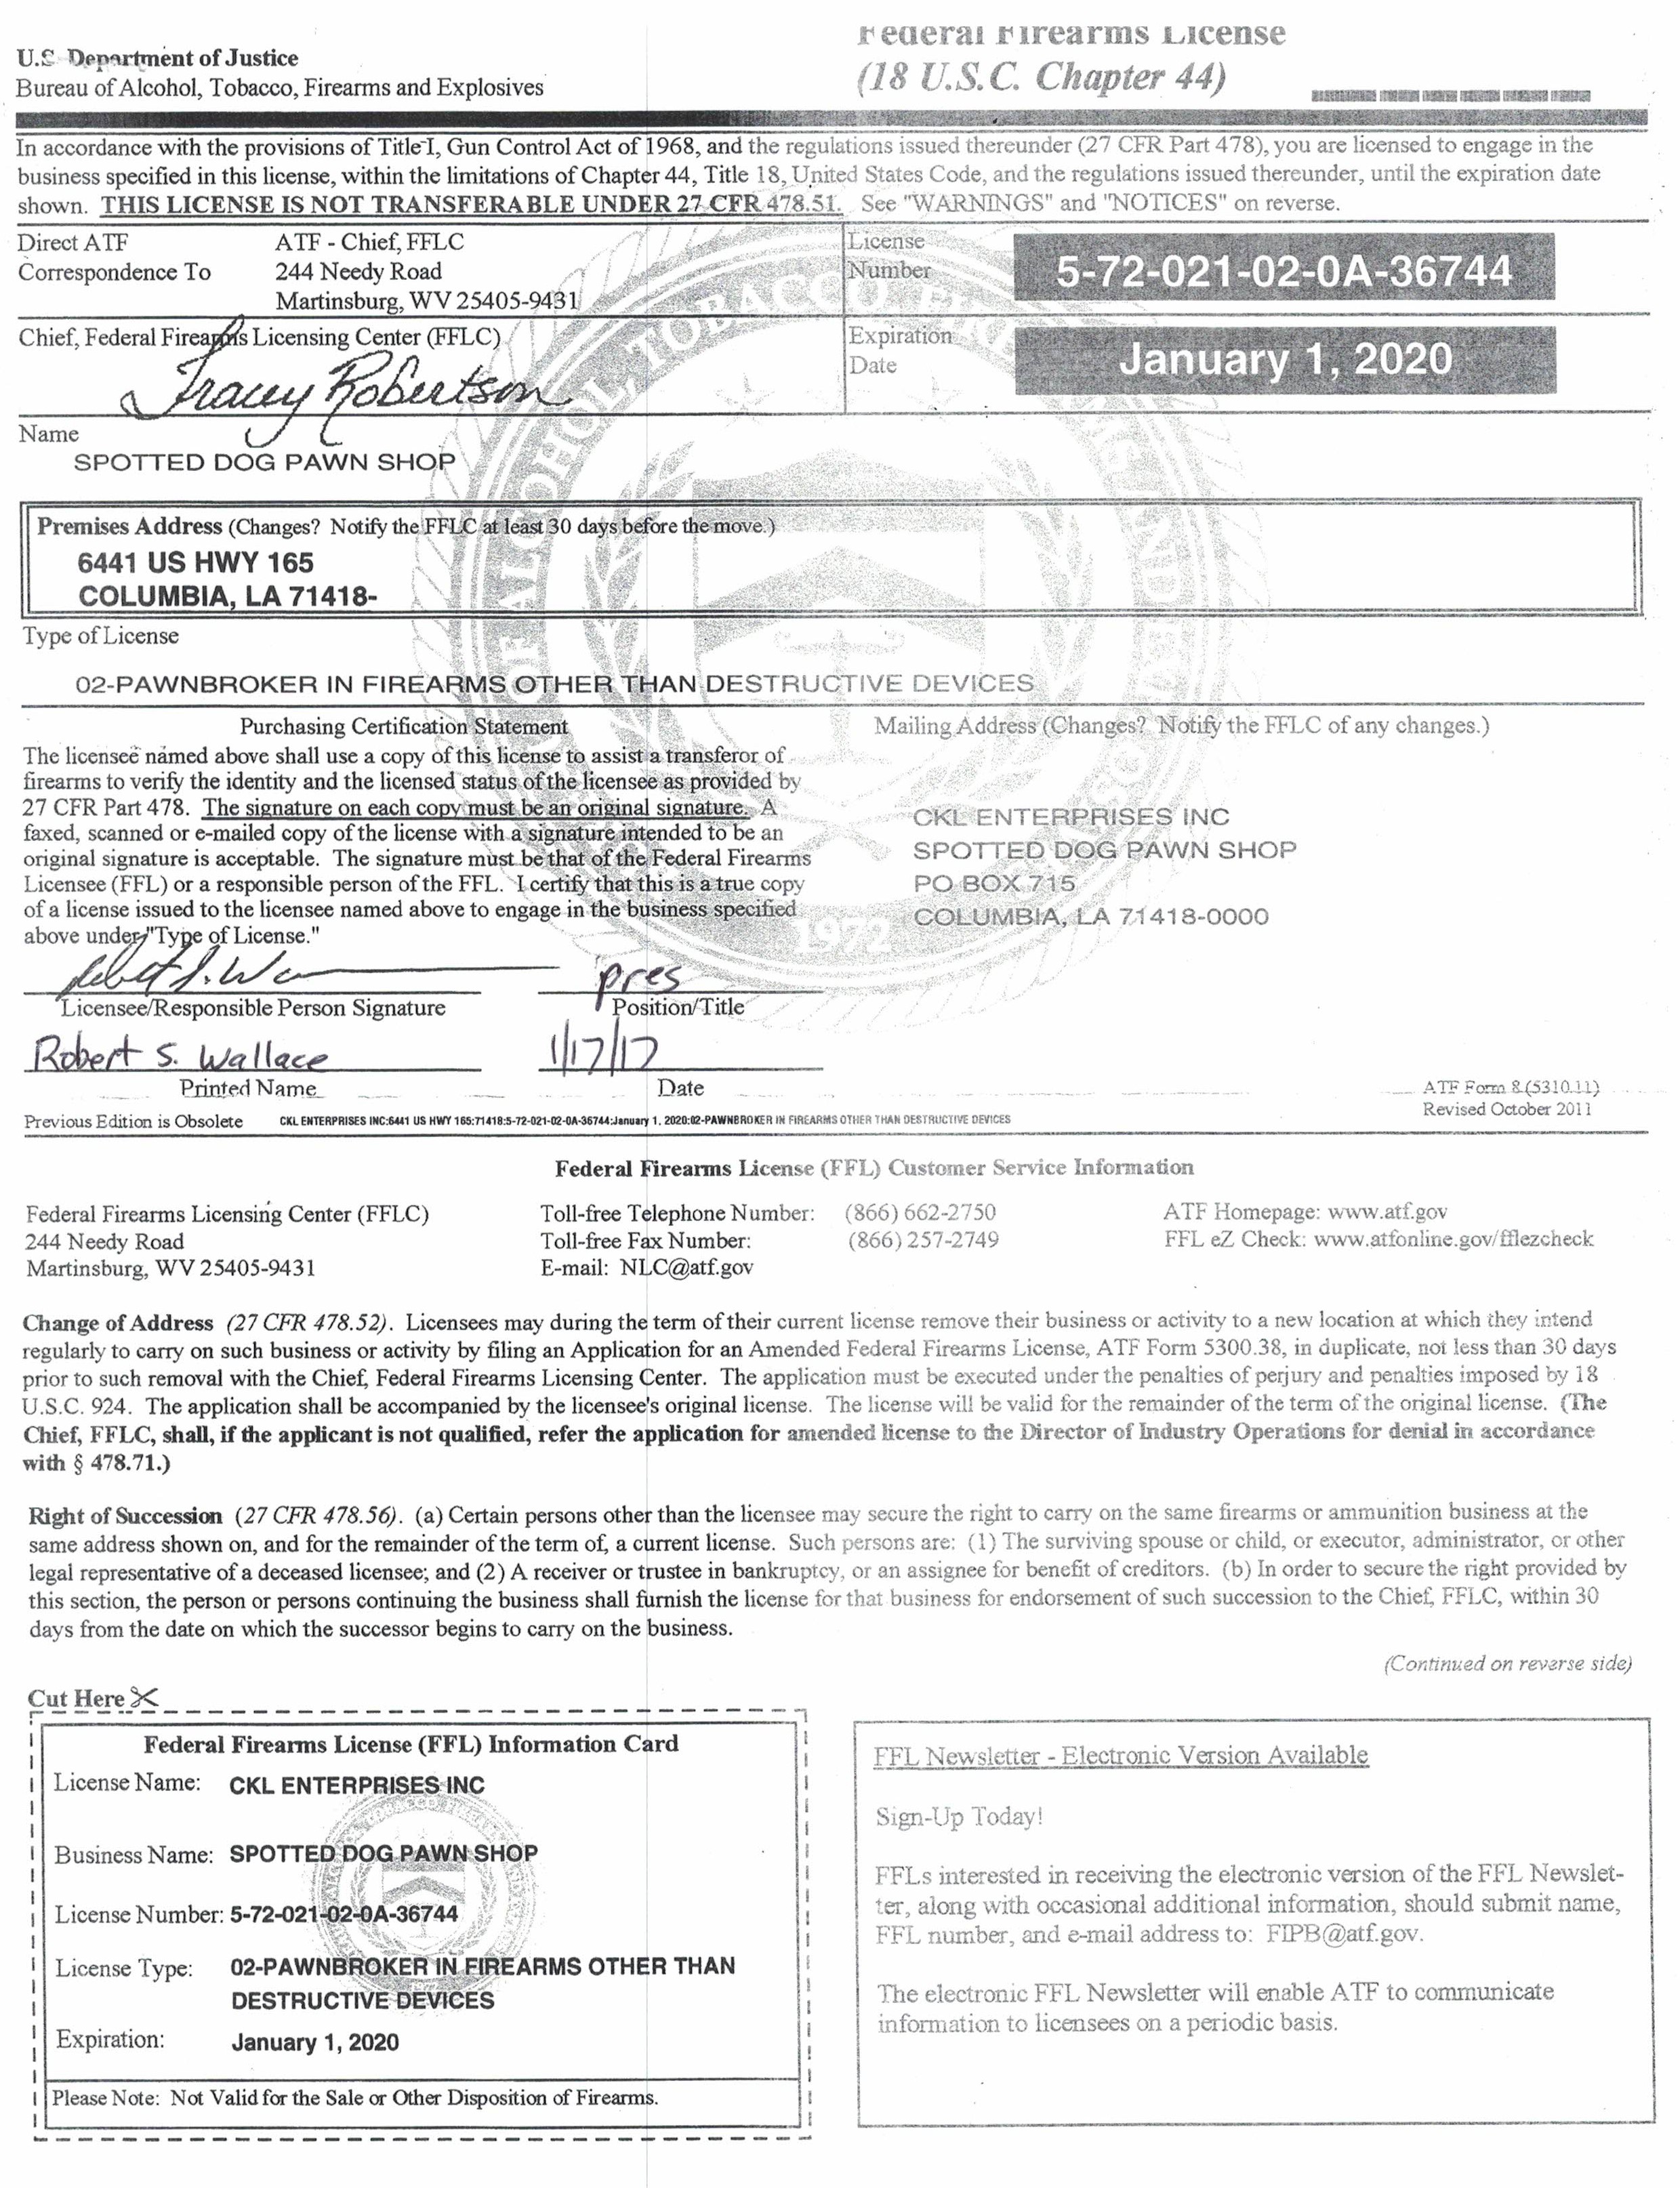 Federal Firearms License
(18 U.S.C. Chapter 44)
U.S. Department of Justice
Bureau of Alcohol, Tobacco, Firearms and Explosives
In accordance with the provisions of Title I, Gun Control Act of 1968, and the regulations issued thereunder (27 CFR Part 478), you are licensed to engage in the
business specified in this license, within the limitations of Chapter 44, Title 18, United States Code, and the regulations issued thereunder, until the expiration date
shown. THIS LICENSE IS NOT TRANSFERABLE UNDER 27 CFR 478.51. See "WARNINGS" and "NOTICES" on reverse.
Direct ATF
Correspondence To
ATF - Chief, FFLC
244 Needy Road
Martinsburg, WV 25405-9431
License
Number
5-72-021-02-0A-36744
Chief, Federal Firearms Licensing Center (FFLC)
Tracey Robertson
Expiration
Date
January 1, 2020
Name
SPOTTED DOG PAWN SHOP
Premises Address (Changes? Notify the FFLC at least 30 days before the move.)
6441 US HWY 165
COLUMBIA, LA 71418-
Type of License
02-PAWNBROKER IN FIREARMS OTHER THAN DESTRUCTIVE DEVICES
Purchasing Certification Statement
The licensee named above shall use a copy of this license to assist a transferor of
firearms to verify the identity and the licensed status of the licensee as provided by
27 CFR Part 478. The signature on each copy must be an original signature. A
faxed, scanned or e-mailed copy of the license with a signature intended to be an
original signature is acceptable. The signature must be that of the Federal Firearms
Licensee (FFL) or a responsible person of the FFL. I certify that this is a true copy
of a license issued to the licensee named above to engage in the business specified
above under "Type of License."
Mailing Address (Changes? Notify the FFLC of any changes.)
CKL ENTERPRISES INC
SPOTTED DOG PAWN SHOP
PO BOX 715
COLUMBIA, LA 71418-0000
1972
pres
Licensee/Responsible Person Signature
Position/Title
Robert S. Wallace
1/17/17
Printed Name
Date
ATF Form 8 (5310.11)
Revised October 2011
Previous Edition is Obsolete
CKL ENTERPRISES INC:6441 US HWY 165:71418:5-72-021-02-0A-36744:January 1, 2020:02-PAWNBROKER IN FIREARMS OTHER THAN DESTRUCTIVE DEVICES
Federal Firearms License (FFL) Customer Service Information
Federal Firearms Licensing Center (FFLC)
244 Needy Road
Martinsburg, WV 25405-9431
Toll-free Telephone Number: (866) 662-2750
Toll-free Fax Number: (866) 257-2749
E-mail: NLC@atf.gov
ATF Homepage: www.atf.gov
FFL eZ Check: www.atfonline.gov/fflezcheck
Change of Address (27 CFR 478.52). Licensees may during the term of their current license remove their business or activity to a new location at which they intend
regularly to carry on such business or activity by filing an Application for an Amended Federal Firearms License, ATF Form 5300.38, in duplicate, not less than 30 days
prior to such removal with the Chief, Federal Firearms Licensing Center. The application must be executed under the penalties of perjury and penalties imposed by 18
U.S.C. 924. The application shall be accompanied by the licensee's original license. The license will be valid for the remainder of the term of the original license. (The
Chief, FFLC, shall, if the applicant is not qualified, refer the application for amended license to the Director of Industry Operations for denial in accordance
with § 478.71.)
Right of Succession (27 CFR 478.56). (a) Certain persons other than the licensee may secure the right to carry on the same firearms or ammunition business at the
same address shown on, and for the remainder of the term of, a current license. Such persons are: (1) The surviving spouse or child, or executor, administrator, or other
legal representative of a deceased licensee; and (2) A receiver or trustee in bankruptcy, or an assignee for benefit of creditors. (b) In order to secure the right provided by
this section, the person or persons continuing the business shall furnish the license for that business for endorsement of such succession to the Chief, FFLC, within 30
days from the date on which the successor begins to carry on the business.
(Continued on reverse side)
Cut Here
Federal Firearms License (FFL) Information Card
License Name: CKL ENTERPRISES INC
Business Name: SPOTTED DOG PAWN SHOP
License Number: 5-72-021-02-0A-36744
License Type: 02-PAWNBROKER IN FIREARMS OTHER THAN
DESTRUCTIVE DEVICES
Expiration: January 1, 2020
Please Note: Not Valid for the Sale or Other Disposition of Firearms.
FFL Newsletter - Electronic Version Available
Sign-Up Today!
FFLs interested in receiving the electronic version of the FFL Newslet-
ter, along with occasional additional information, should submit name,
FFL number, and e-mail address to: FIPB@atf.gov.
The electronic FFL Newsletter will enable ATF to communicate
information to licensees on a periodic basis.